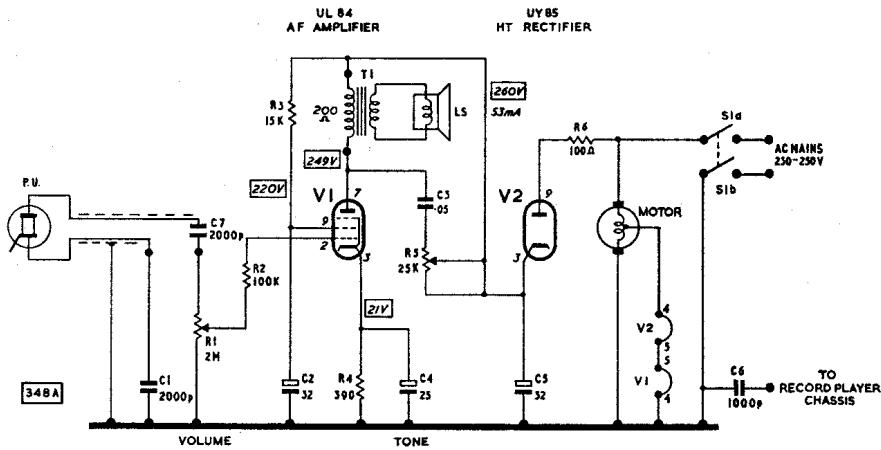 UL 84
AF AMPLIFIER
UY85
HT RECTIFIER
T1
R3
15K
200
Ω
LS
260V
53mA
R6
100Ω
S1a
S1b
AC MAINS
250-250V
249V
220V
V1
7
9
2
3
P.U.
C7
2000p
C3
.05
V2
9
3
MOTOR
R2
100K
R5
25K
21V
R1
2M
V2
4
5
V1
5
4
348A
C1
2000p
C2
32
R4
390
C4
25
C5
32
C6
1000p
TO
RECORD PLAYER
CHASSIS
VOLUME
TONE